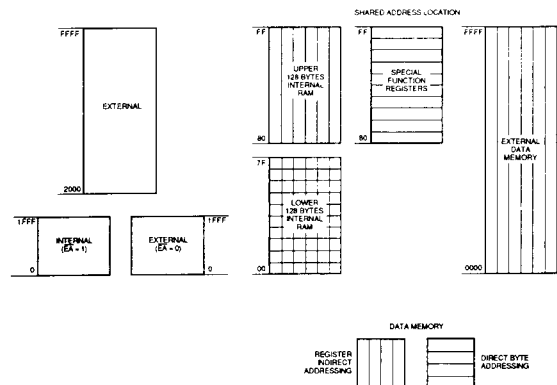 SHARED ADDRESS LOCATION
FFFF
EXTERNAL
2000
1FFF
INTERNAL
(EA = 1)
0
EXTERNAL
(EA = 0)
1FFF
0
FF
UPPER
128 BYTES
INTERNAL
RAM
80
7F
LOWER
128 BYTES
INTERNAL
RAM
00
FF
SPECIAL
FUNCTION
REGISTERS
80
FFFF
EXTERNAL
DATA
MEMORY
0000
DATA MEMORY
REGISTER
INDIRECT
ADDRESSING
DIRECT BYTE
ADDRESSING